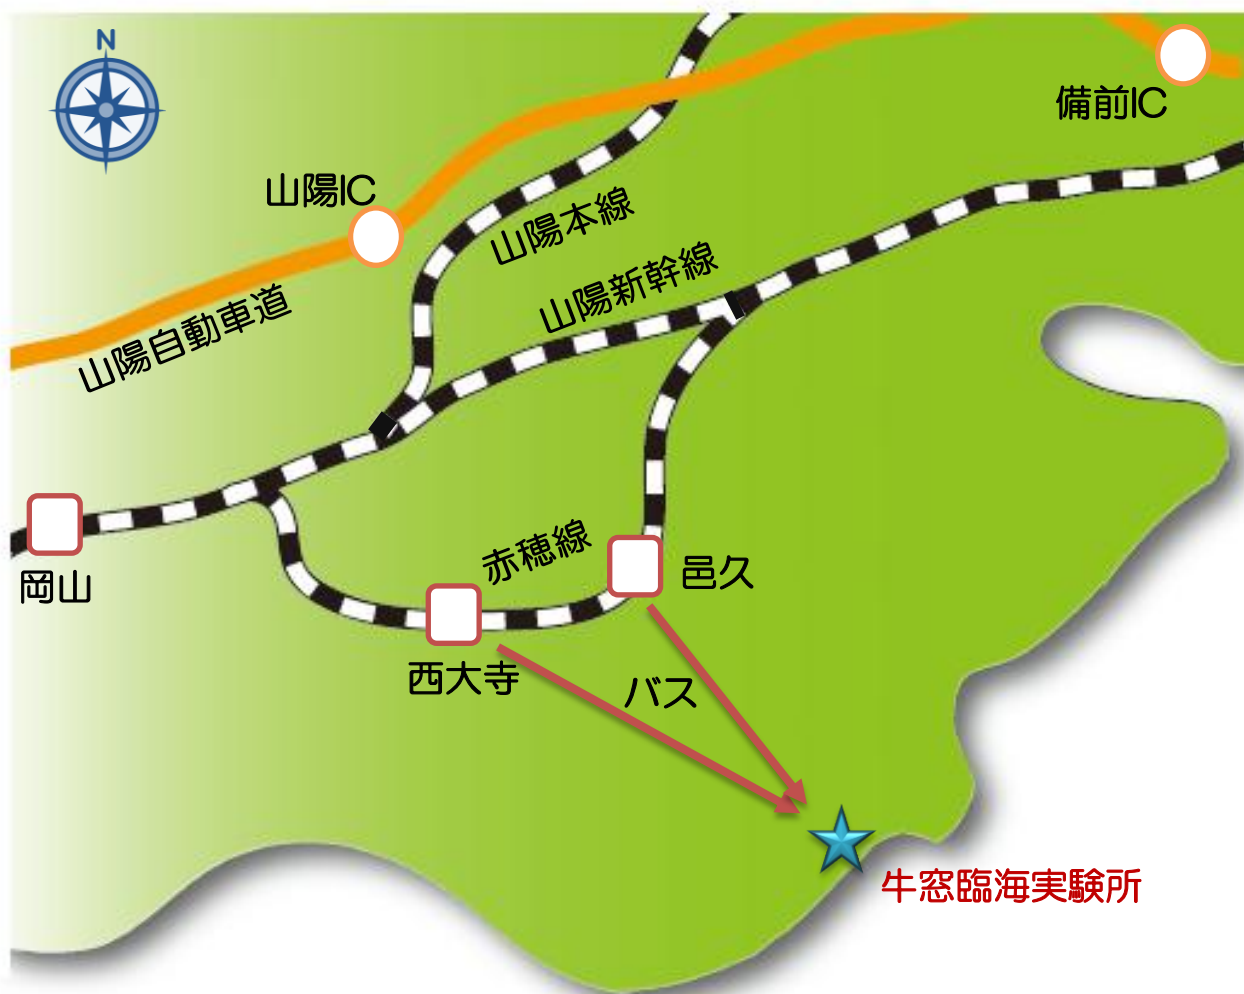 N
備前IC
山陽IC
山陽本線
山陽新幹線
山陽自動車道
赤穂線
邑久
岡山
西大寺
バス
牛窓臨海実験所